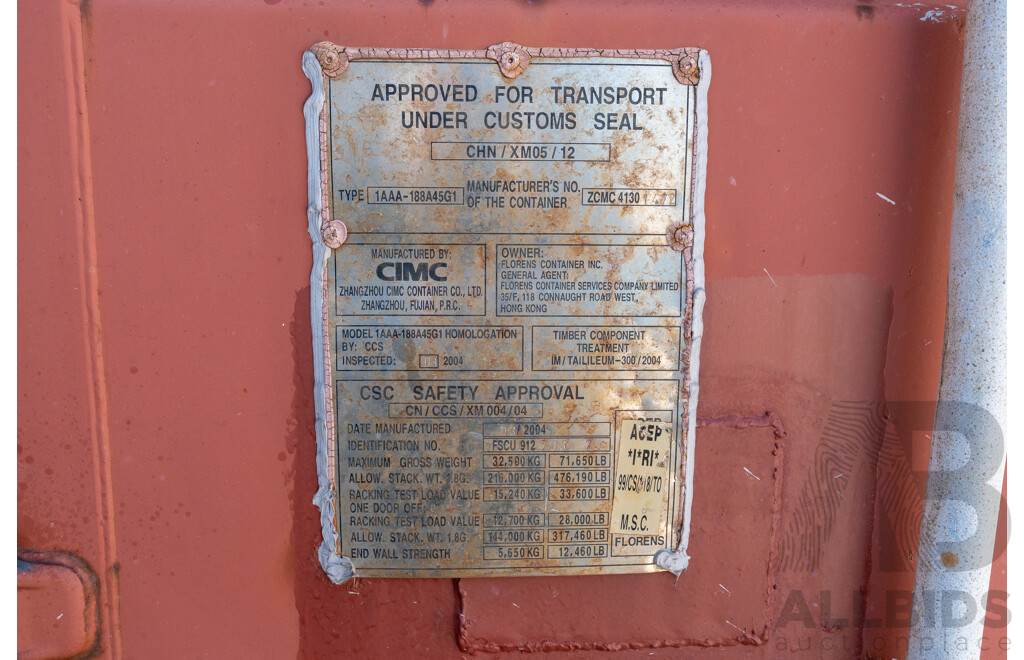 APPROVED FOR TRANSPORT
UNDER CUSTOMS SEAL
CHN / XM05 / 12
TYPE 1AAA-188A45G1
MANUFACTURER'S NO.
OF THE CONTAINER
ZCMC 4130
MANUFACTURED BY:
CIMC
ZHANGZHOU CIMC CONTAINER CO., LTD.
ZHANGZHOU, FUJIAN, P.R.C.
OWNER:
FLORENS CONTAINER INC.
GENERAL AGENT:
FLORENS CONTAINER SERVICES COMPANY LIMITED
35/F, 118 CONNAUGHT ROAD WEST,
HONG KONG
MODEL 1AAA-188A45G1 HOMOLOGATION
BY: CCS
INSPECTED: 2004
TIMBER COMPONENT
TREATMENT
IM / TAILILEUM-300 / 2004
CSC SAFETY APPROVAL
CN / CCS / XM 004 / 04
DATE MANUFACTURED / 2004
IDENTIFICATION NO. FSCU 912
MAXIMUM GROSS WEIGHT 32,500 KG 71,650 LB
ALLOW. STACK. WT. 1.8G. 216,000 KG 476,190 LB
RACKING TEST LOAD VALUE 15,240 KG 33,600 LB
ONE DOOR OFF:
RACKING TEST LOAD VALUE 12,700 KG 28,000 LB
ALLOW. STACK. WT. 1.8G. 144,000 KG 317,460 LB
END WALL STRENGTH 5,650 KG 12,460 LB
ACEP
M.S.C.
FLORENS
AB
ALLBIDS
auctionplace